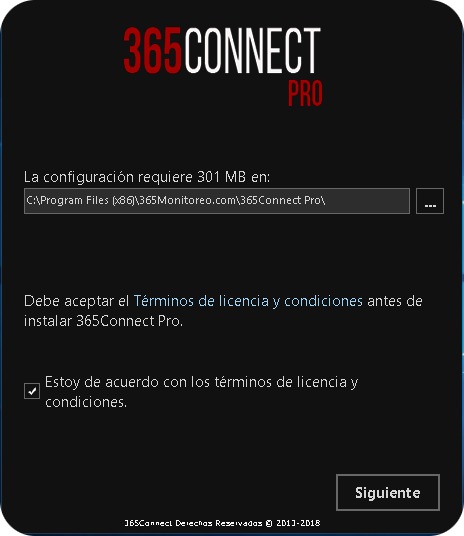 365CONNECT
PRO
La configuración requiere 301 MB en:
C:\Program Files (x86)\365Monitoreo.com\365Connect Pro\
...
Debe aceptar el Términos de licencia y condiciones antes de
instalar 365Connect Pro.
Estoy de acuerdo con los términos de licencia y
condiciones.
Siguiente
365Connect Derechos Reservados © 2013-2018